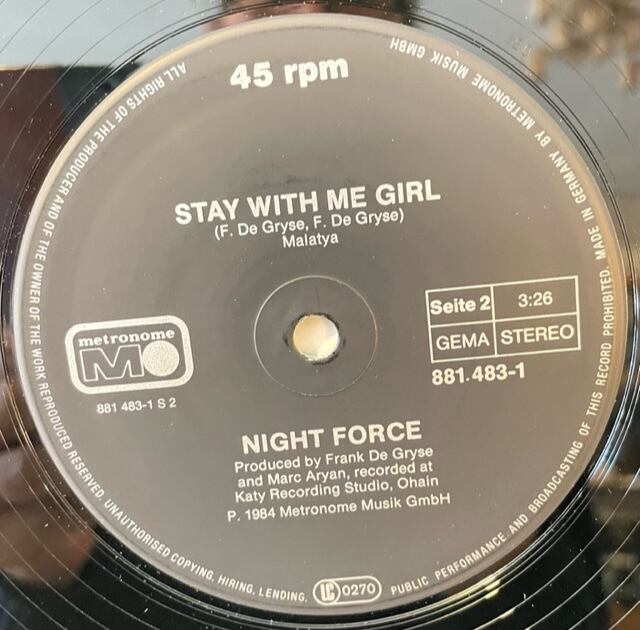 45 rpm
STAY WITH ME GIRL
(F. De Gryse, F. De Gryse)
Malatya
metronome
MO
881 483-1 S 2
Seite 2 3:26
GEMA STEREO
881.483-1
NIGHT FORCE
Produced by Frank De Gryse
and Marc Aryan, recorded at
Katy Recording Studio, Ohain
P. 1984 Metronome Musik GmbH
ALL RIGHTS OF THE PRODUCER AND OF THE OWNER OF THE WORK REPRODUCED RESERVED. UNAUTHORISED COPYING, HIRING, LENDING, LC 0270 PUBLIC PERFORMANCE AND BROADCASTING OF THIS RECORD PROHIBITED. MADE IN GERMANY BY METRONOME MUSIK GMBH